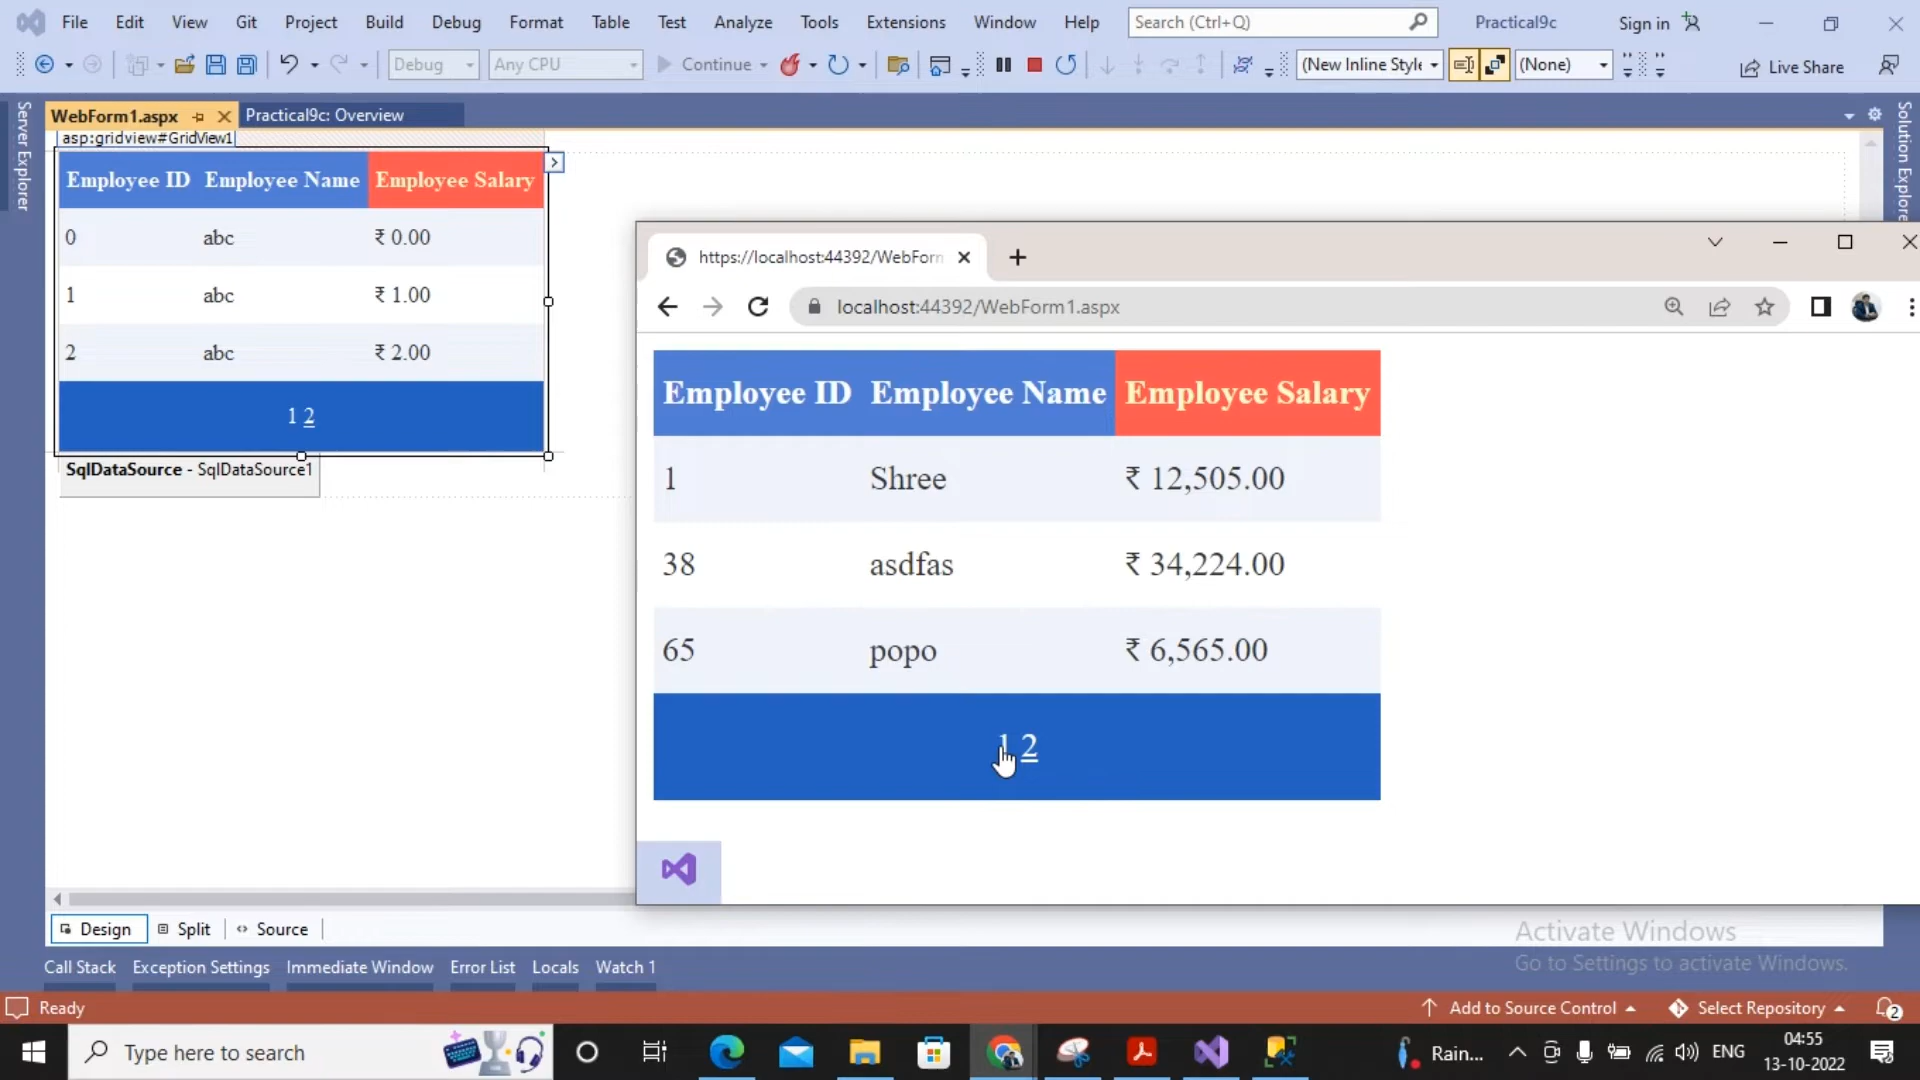 File Edit View Git Project Build Debug Format Table Test Analyze Tools Extensions Window Help Search (Ctrl+Q) Practical9c Sign in
Debug Any CPU Continue (New Inline Style (None) Live Share
Server Explorer
WebForm1.aspx Practical9c: Overview
Solution Explore
asp:gridview#GridView1
Employee ID Employee Name Employee Salary
0 abc ₹ 0.00
1 abc ₹ 1.00
2 abc ₹ 2.00
1 2
SqlDataSource - SqlDataSource1
https://localhost:44392/WebForm
localhost:44392/WebForm1.aspx
Employee ID Employee Name Employee Salary
1 Shree ₹ 12,505.00
38 asdfas ₹ 34,224.00
65 popo ₹ 6,565.00
1 2
Design Split Source
Activate Windows
Go to Settings to activate Windows.
Call Stack Exception Settings Immediate Window Error List Locals Watch 1
Ready Add to Source Control Select Repository 2
Type here to search Rain... ENG 04:55
13-10-2022